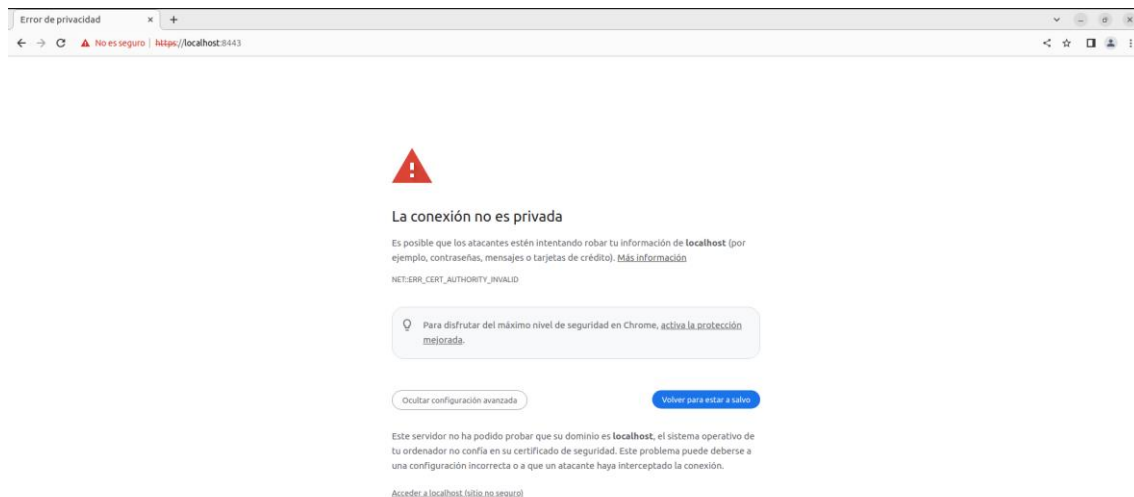 Error de privacidad
No es seguro | https://localhost:8443
La conexión no es privada
Es posible que los atacantes estén intentando robar tu información de localhost (por
ejemplo, contraseñas, mensajes o tarjetas de crédito). Más información
NET::ERR_CERT_AUTHORITY_INVALID
Para disfrutar del máximo nivel de seguridad en Chrome, activa la protección
mejorada.
Ocultar configuración avanzada
Volver para estar a salvo
Este servidor no ha podido probar que su dominio es localhost, el sistema operativo de
tu ordenador no confía en su certificado de seguridad. Este problema puede deberse a
una configuración incorrecta o a que un atacante haya interceptado la conexión.
Acceder a localhost (sitio no seguro)